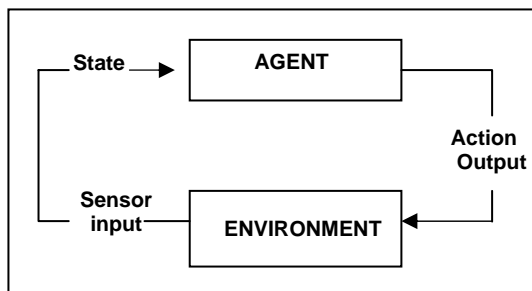 State
AGENT
Action
Output
Sensor
input
ENVIRONMENT